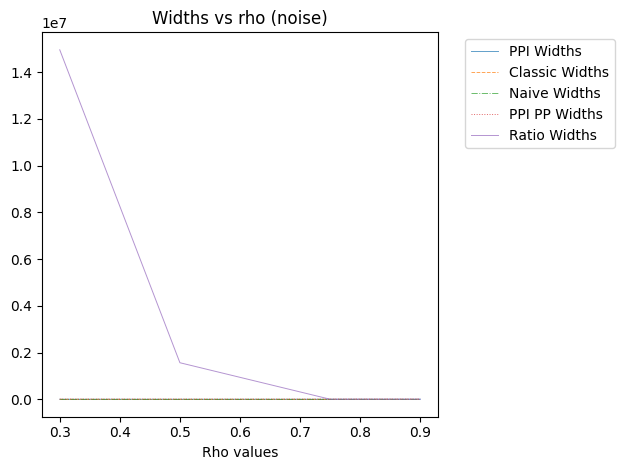 Widths vs rho (noise)
1e7
1.4
1.2
1.0
0.8
0.6
0.4
0.2
0.0
0.3 0.4 0.5 0.6 0.7 0.8 0.9
Rho values
PPI Widths
Classic Widths
Naive Widths
PPI PP Widths
Ratio Widths